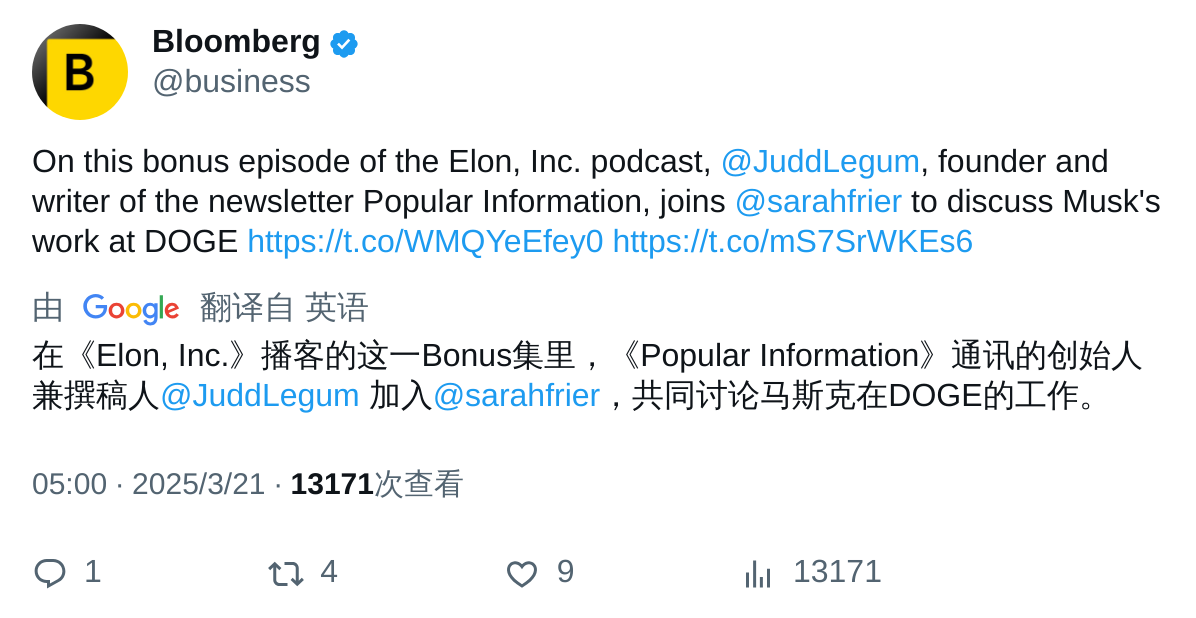 B
Bloomberg
@business
On this bonus episode of the Elon, Inc. podcast, @JuddLegum, founder and
writer of the newsletter Popular Information, joins @sarahfrier to discuss Musk's
work at DOGE https://t.co/WMQYeEfey0 https://t.co/mS7SrWKEs6
由 Google 翻译自 英语
在《Elon, Inc.》播客的这一Bonus集里，《Popular Information》通讯的创始人
兼撰稿人@JuddLegum 加入@sarahfrier，共同讨论马斯克在DOGE的工作。
05:00 · 2025/3/21 · 13171次查看
1 4 9 13171